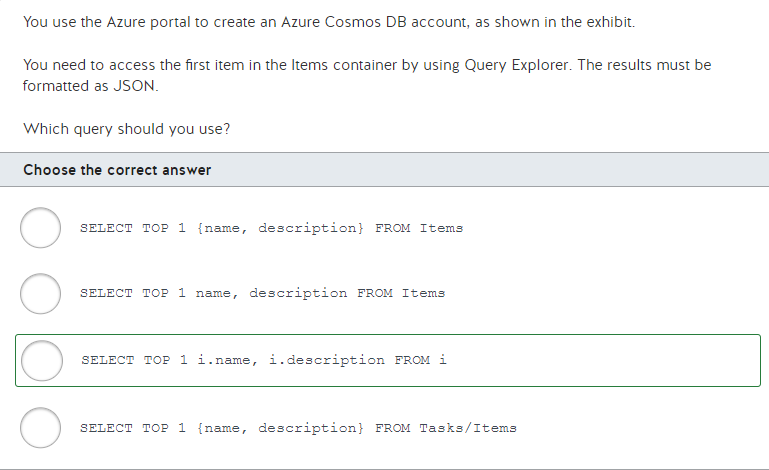 You use the Azure portal to create an Azure Cosmos DB account, as shown in the exhibit.
You need to access the first item in the Items container by using Query Explorer. The results must be
formatted as JSON.
Which query should you use?
Choose the correct answer
SELECT TOP 1 {name, description} FROM Items
SELECT TOP 1 name, description FROM Items
SELECT TOP 1 i.name, i.description FROM i
SELECT TOP 1 {name, description} FROM Tasks/Items